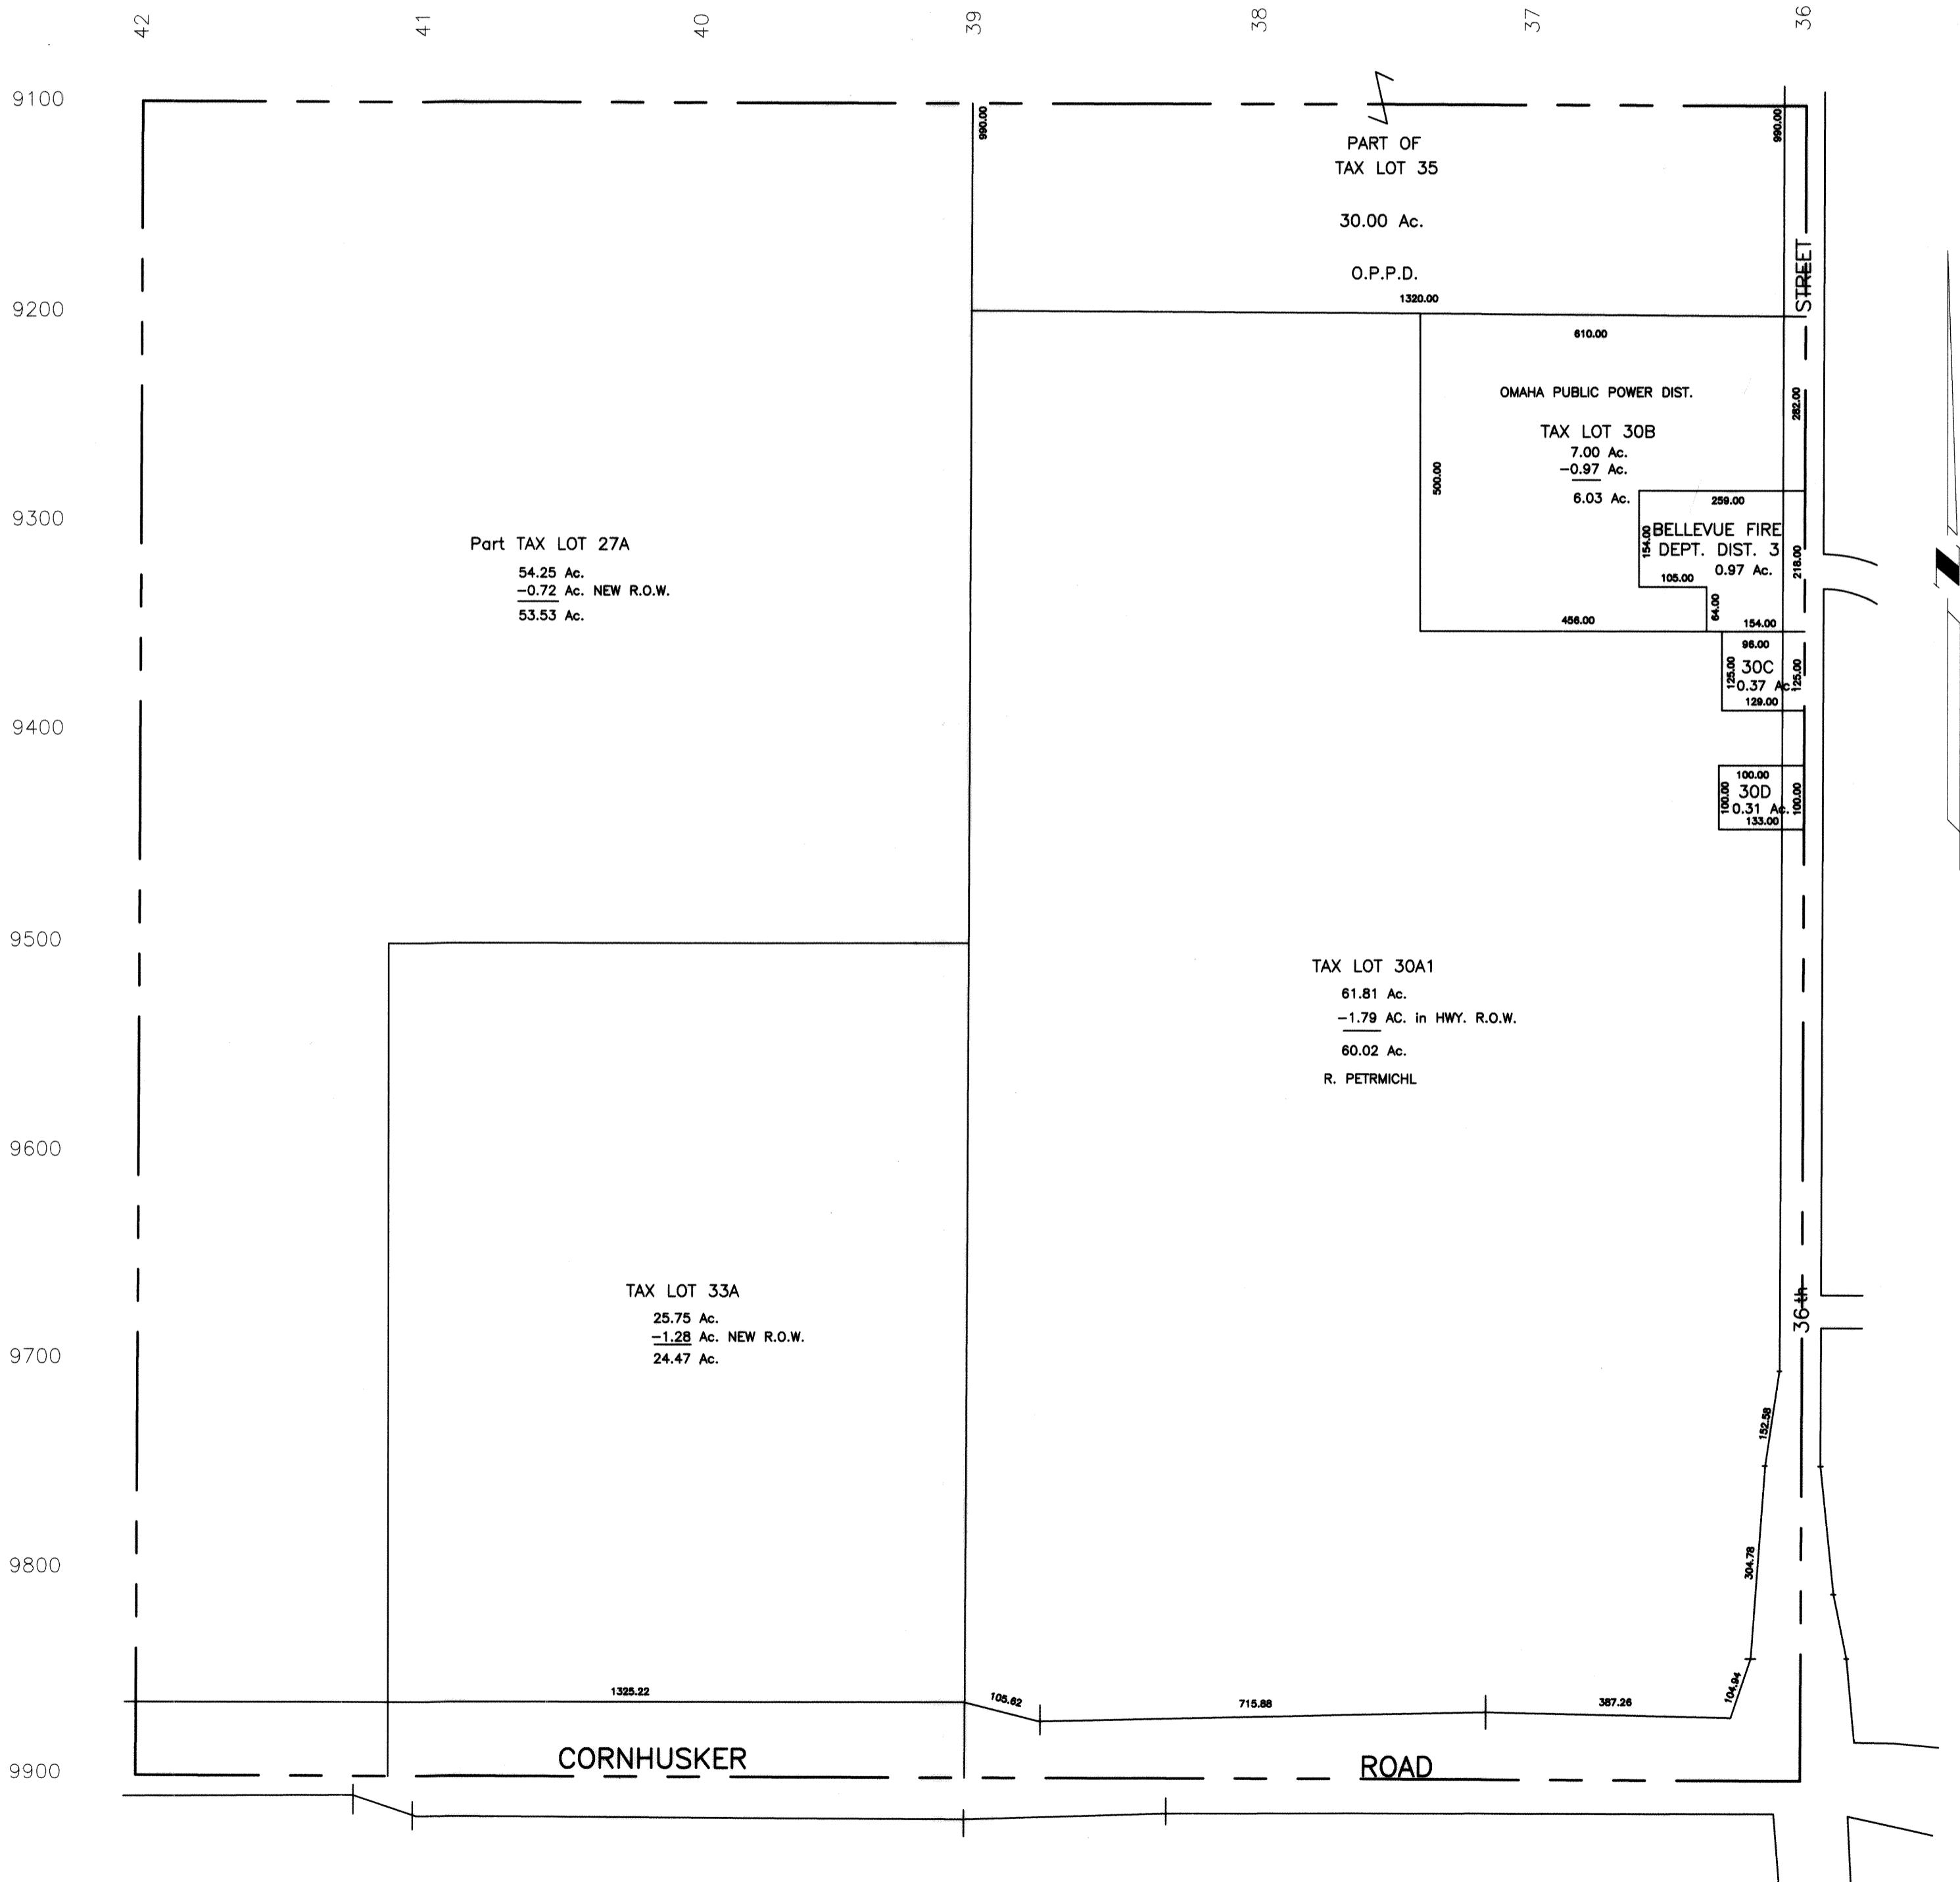 42
41
40
39
38
37
36
9100
9200
9300
9400
9500
9600
9700
9800
9900
990.00
990.00
PART OF
TAX LOT 35
30.00 Ac.
O.P.P.D.
1320.00
STREET
610.00
OMAHA PUBLIC POWER DIST.
TAX LOT 30B
7.00 Ac.
-0.97 Ac.
6.03 Ac.
282.00
500.00
259.00
BELLEVUE FIRE
DEPT. DIST. 3
0.97 Ac.
154.00
218.00
105.00
64.00
456.00
154.00
96.00
30C
0.37 Ac.
125.00
125.00
129.00
100.00
30D
0.31 Ac.
100.00
100.00
133.00
Part TAX LOT 27A
54.25 Ac.
-0.72 Ac. NEW R.O.W.
53.53 Ac.
TAX LOT 30A1
61.81 Ac.
-1.79 AC. in HWY. R.O.W.
60.02 Ac.
R. PETRMICHL
TAX LOT 33A
25.75 Ac.
-1.28 Ac. NEW R.O.W.
24.47 Ac.
36th
152.58
304.78
104.94
1325.22
105.62
715.88
387.26
CORNHUSKER
ROAD